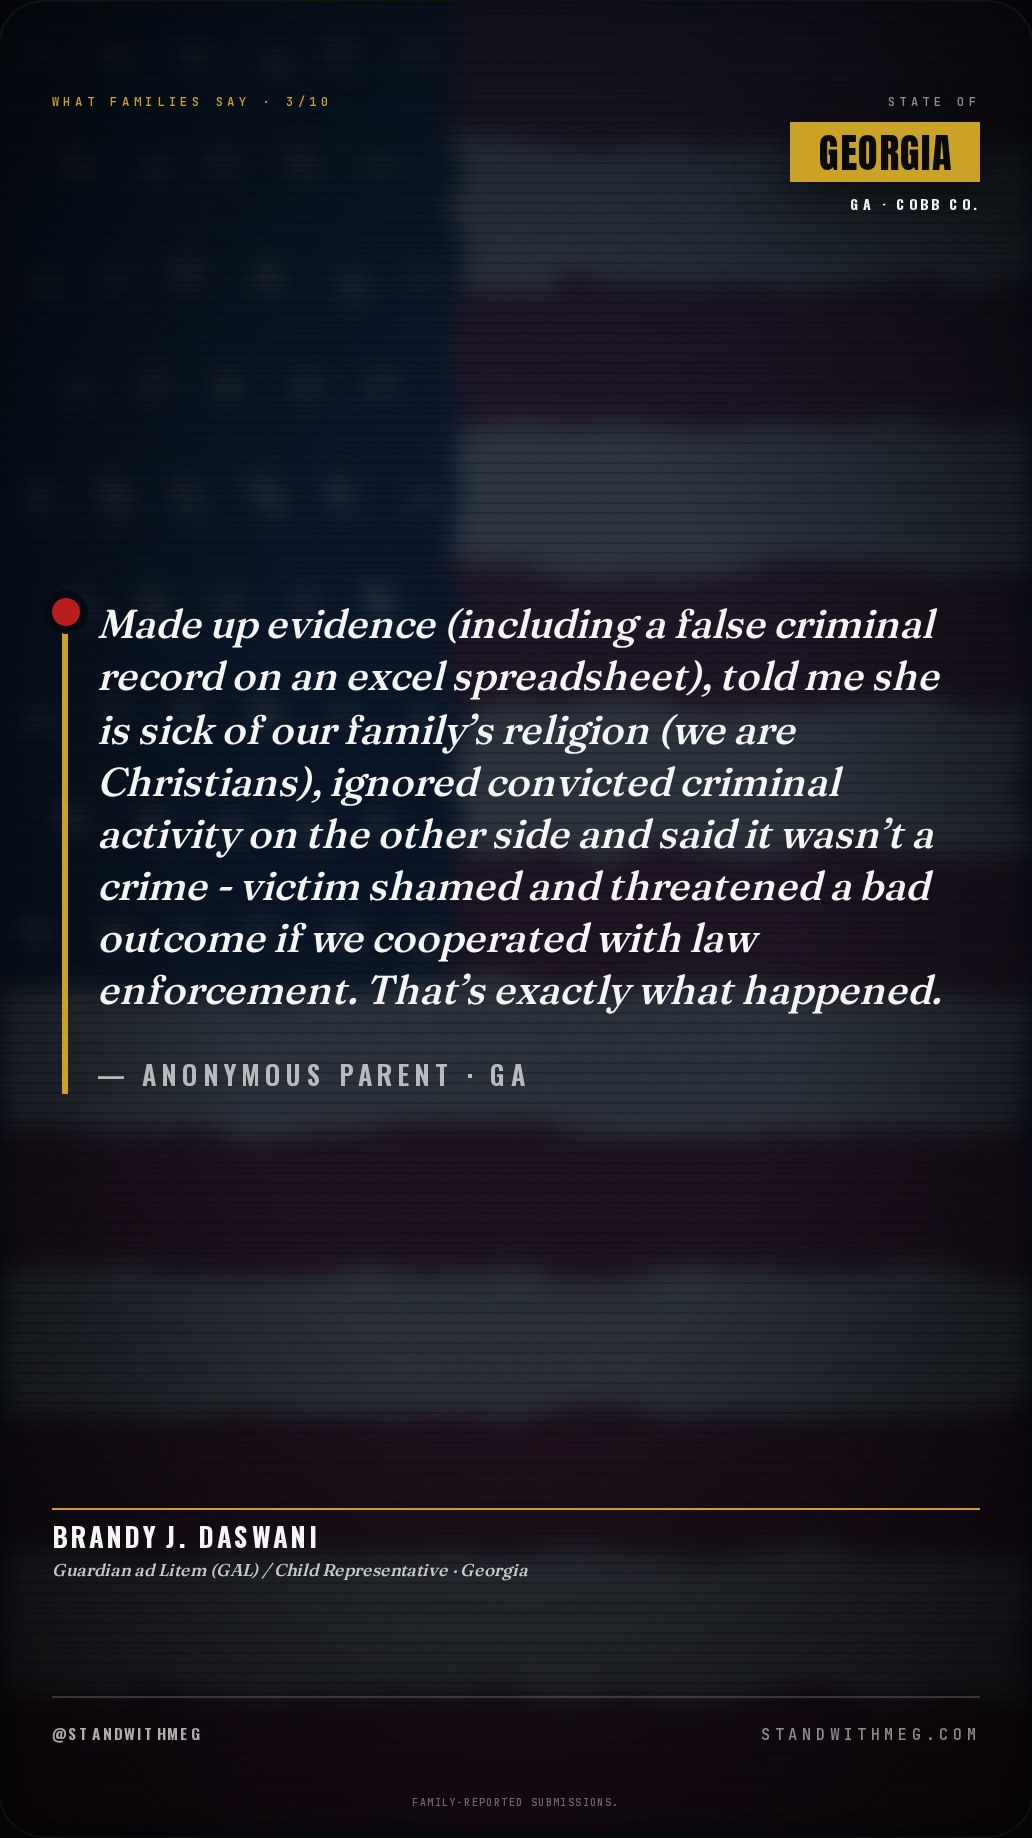 WHAT FAMILIES SAY · 3/10
STATE OF
GEORGIA
GA · COBB CO.
Made up evidence (including a false criminal
record on an excel spreadsheet), told me she
is sick of our family’s religion (we are
Christians), ignored convicted criminal
activity on the other side and said it wasn’t a
crime - victim shamed and threatened a bad
outcome if we cooperated with law
enforcement. That’s exactly what happened.
— ANONYMOUS PARENT · GA
BRANDY J. DASWANI
Guardian ad Litem (GAL) / Child Representative · Georgia
@STANDWITHMEG
STANDWITHMEG.COM
FAMILY-REPORTED SUBMISSIONS.